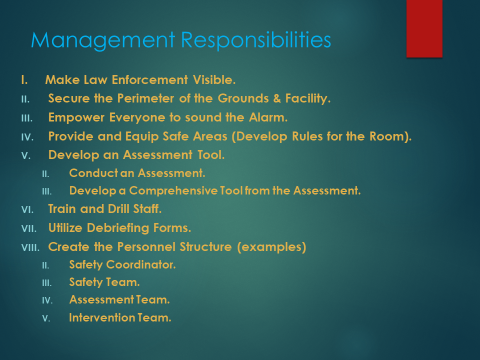 Management Responsibilities
I. Make Law Enforcement Visible.
II. Secure the Perimeter of the Grounds & Facility.
III. Empower Everyone to sound the Alarm.
IV. Provide and Equip Safe Areas (Develop Rules for the Room).
V. Develop an Assessment Tool.
II. Conduct an Assessment.
III. Develop a Comprehensive Tool from the Assessment.
VI. Train and Drill Staff.
VII. Utilize Debriefing Forms.
VIII. Create the Personnel Structure (examples)
II. Safety Coordinator.
III. Safety Team.
IV. Assessment Team.
V. Intervention Team.